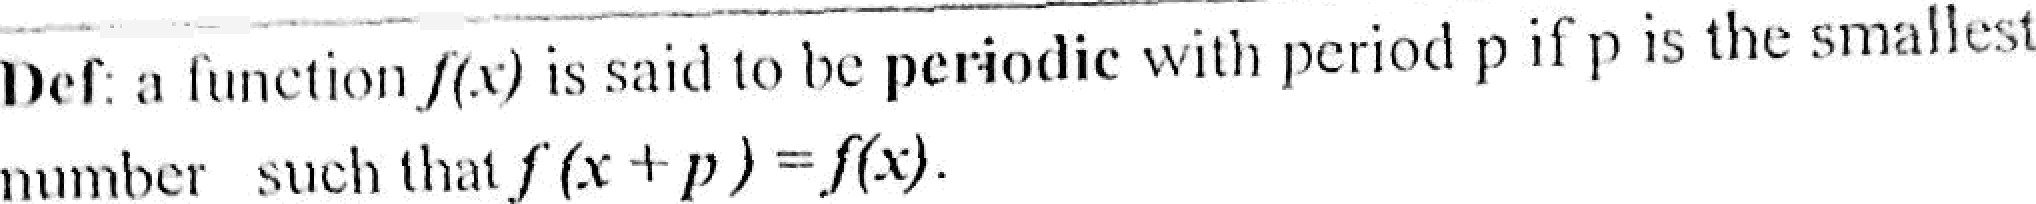 Def: a function f(x) is said to be periodic with period p if p is the smallest
number such that f (x + p ) = f(x).